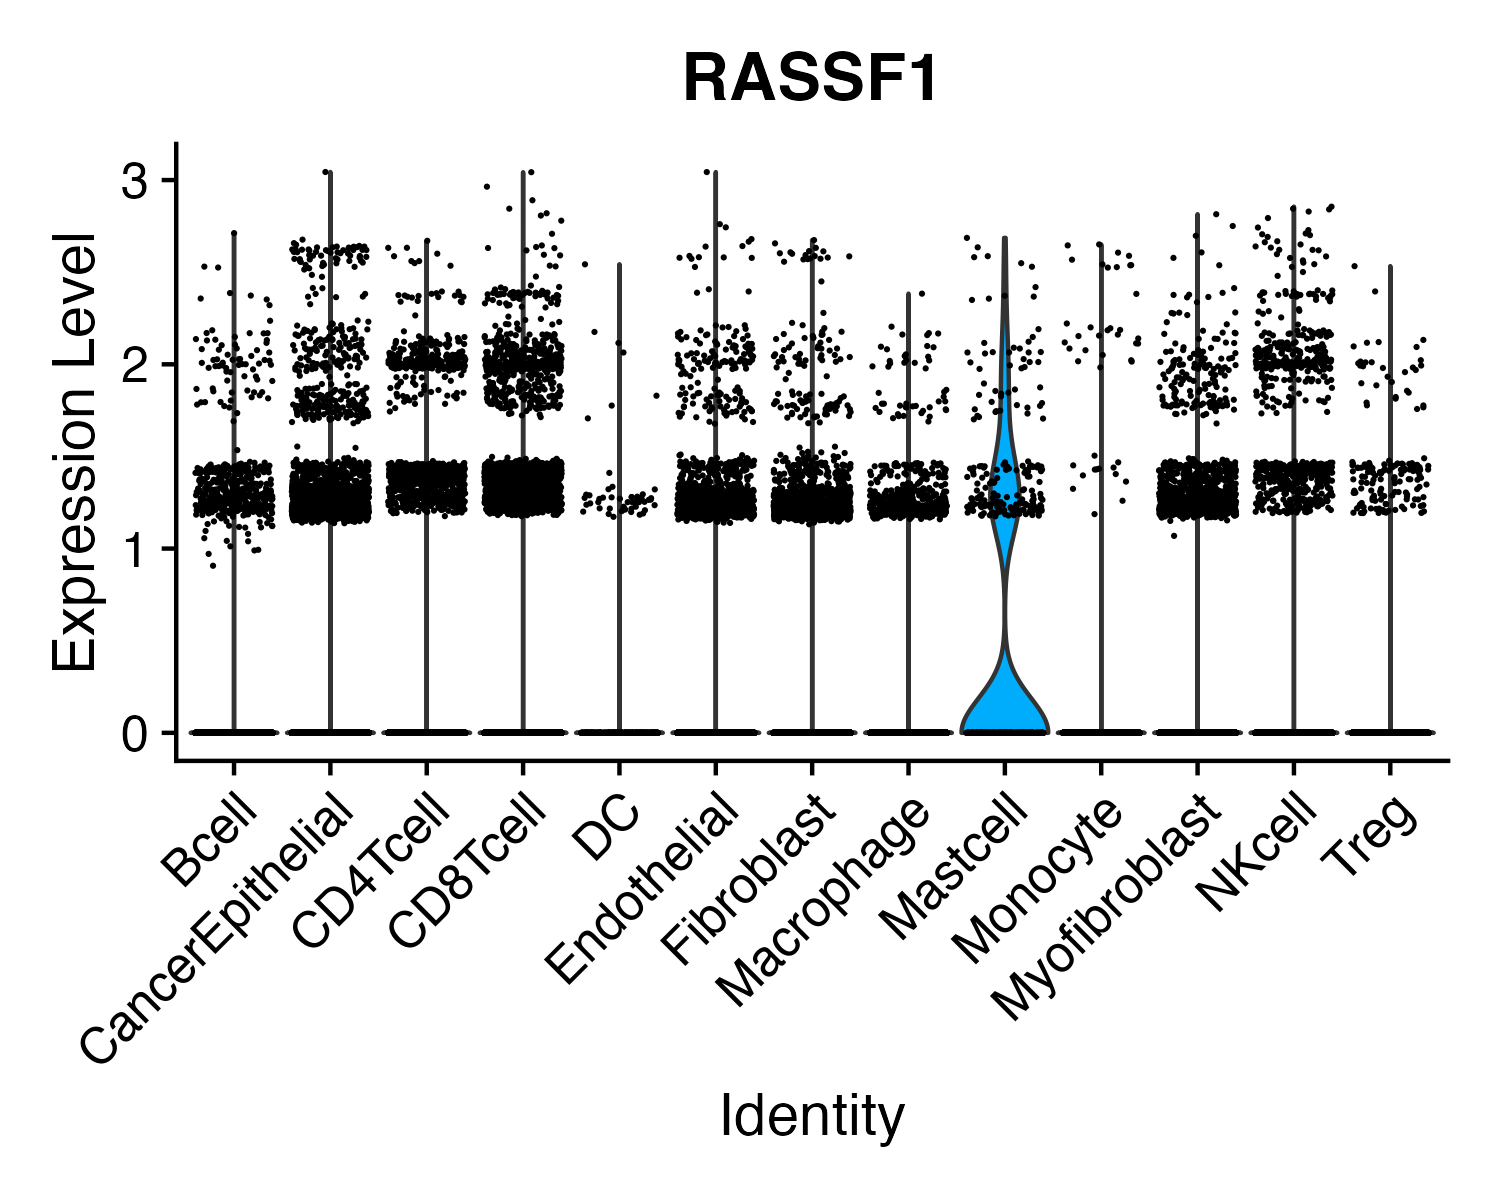 RASSF1
Expression Level
3
2
1
0
Bcell
CancerEpithelial
CD4Tcell
CD8Tcell
DC
Endothelial
Fibroblast
Macrophage
Mastcell
Monocyte
Myofibroblast
NKcell
Treg
Identity